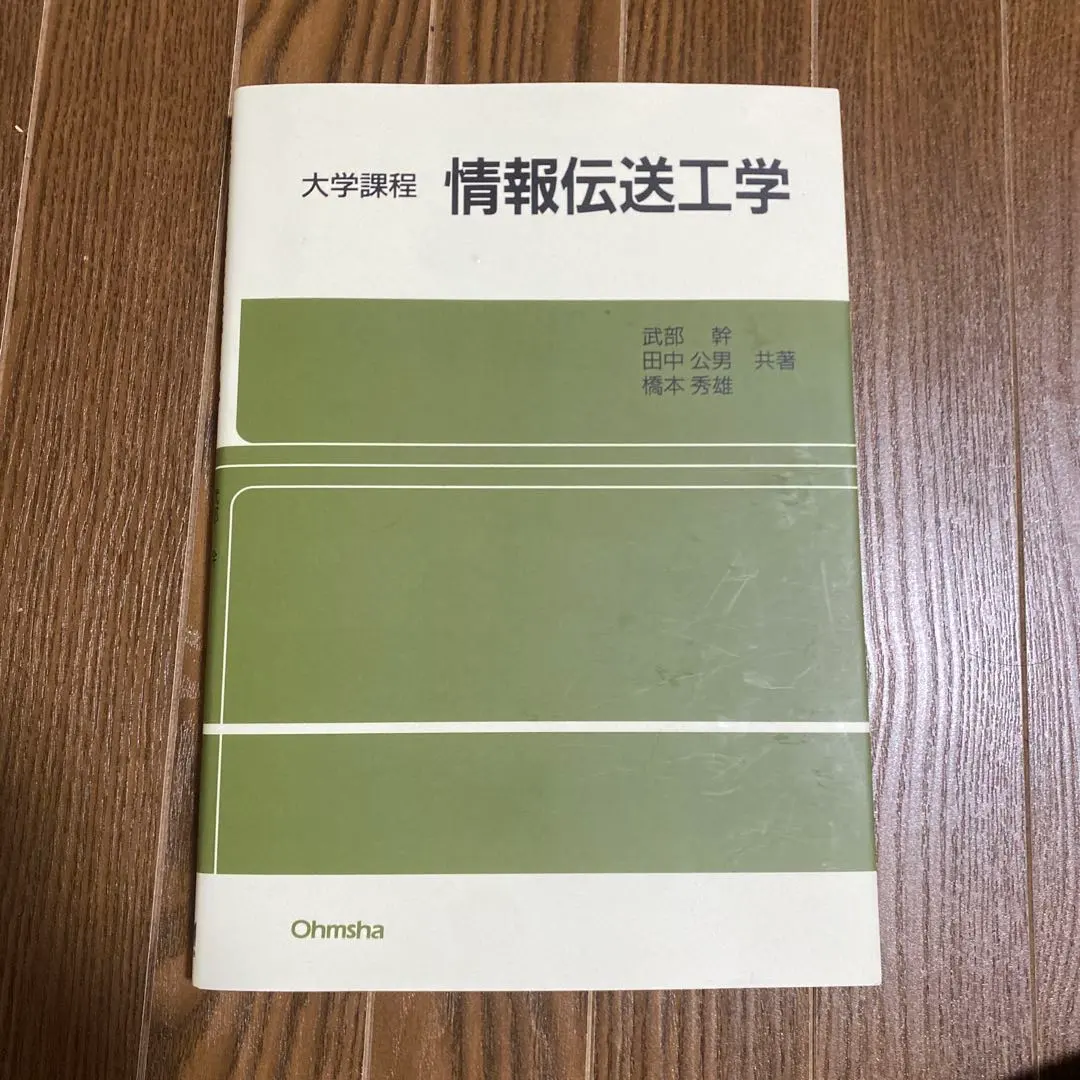 大学課程 情報伝送工学
武部 幹
田中 公男 共著
橋本 秀雄
Ohmsha